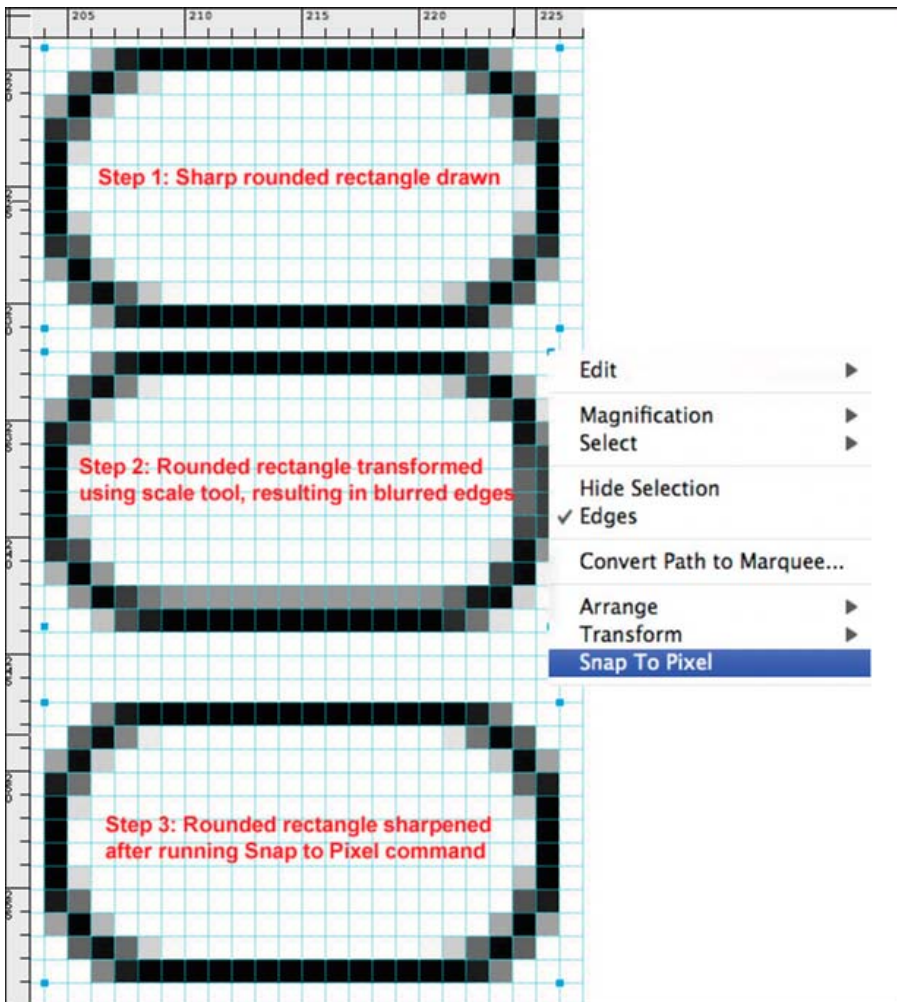 205 210 215 220 225
Step 1: Sharp rounded rectangle drawn
Step 2: Rounded rectangle transformed
using scale tool, resulting in blurred edges
Edit
Magnification
Select
Hide Selection
Edges
Convert Path to Marquee...
Arrange
Transform
Snap To Pixel
Step 3: Rounded rectangle sharpened
after running Snap to Pixel command